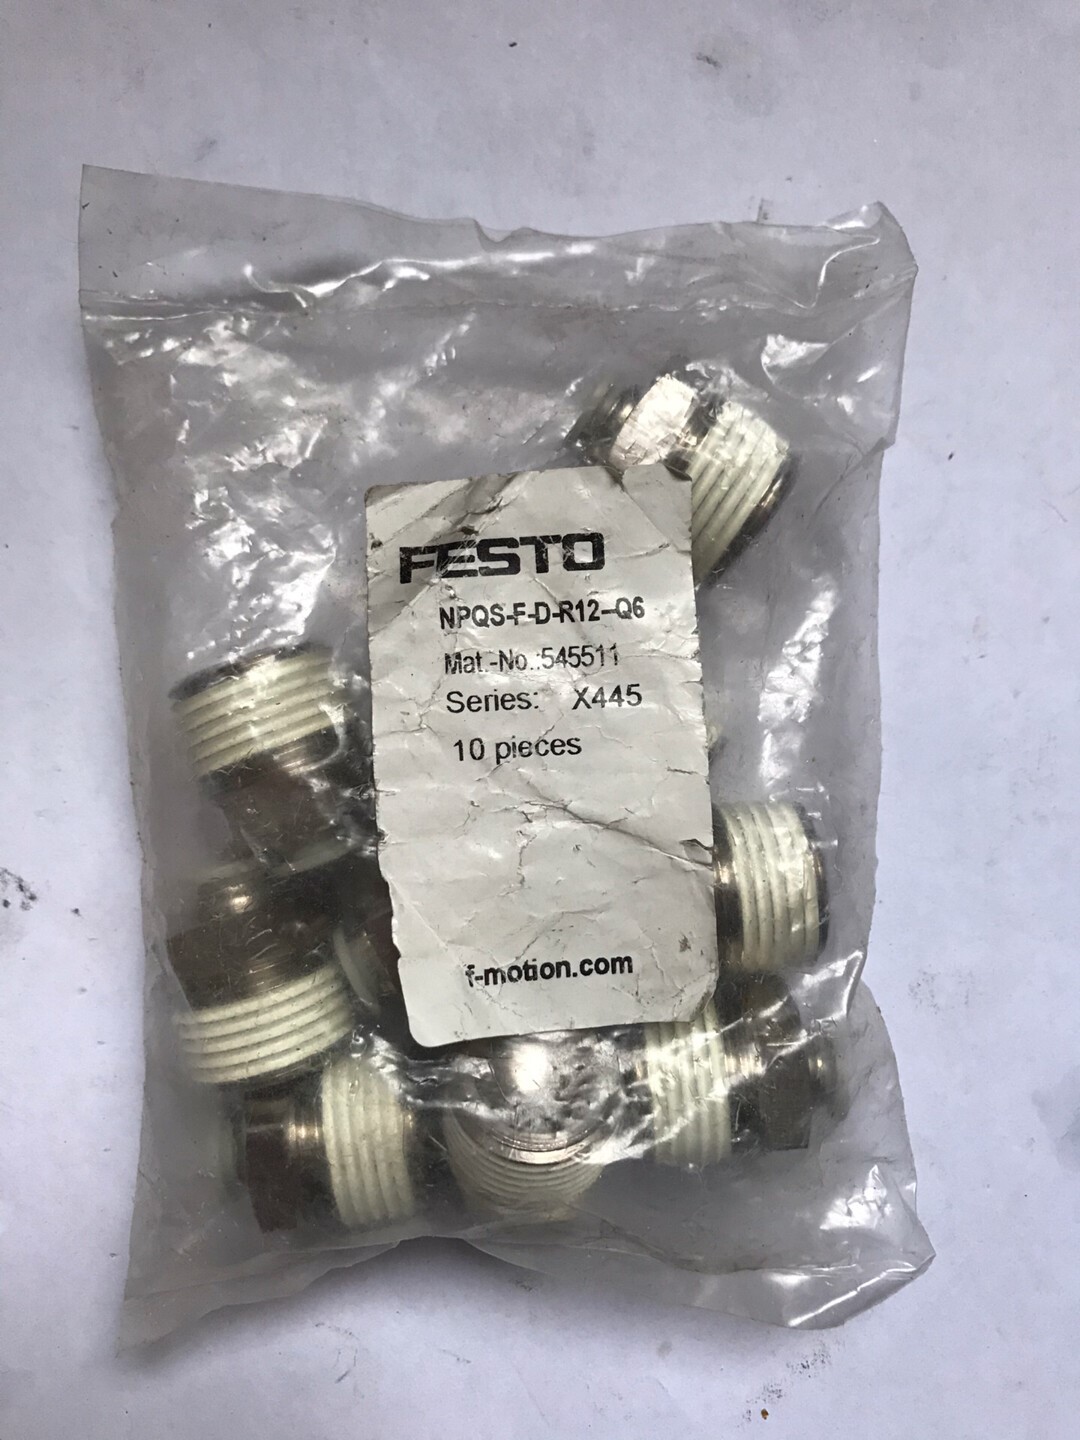 FESTO
NPQS-F-D-R12--Q6
Mat.-No.:545511
Series: X445
10 pieces
f-motion.com